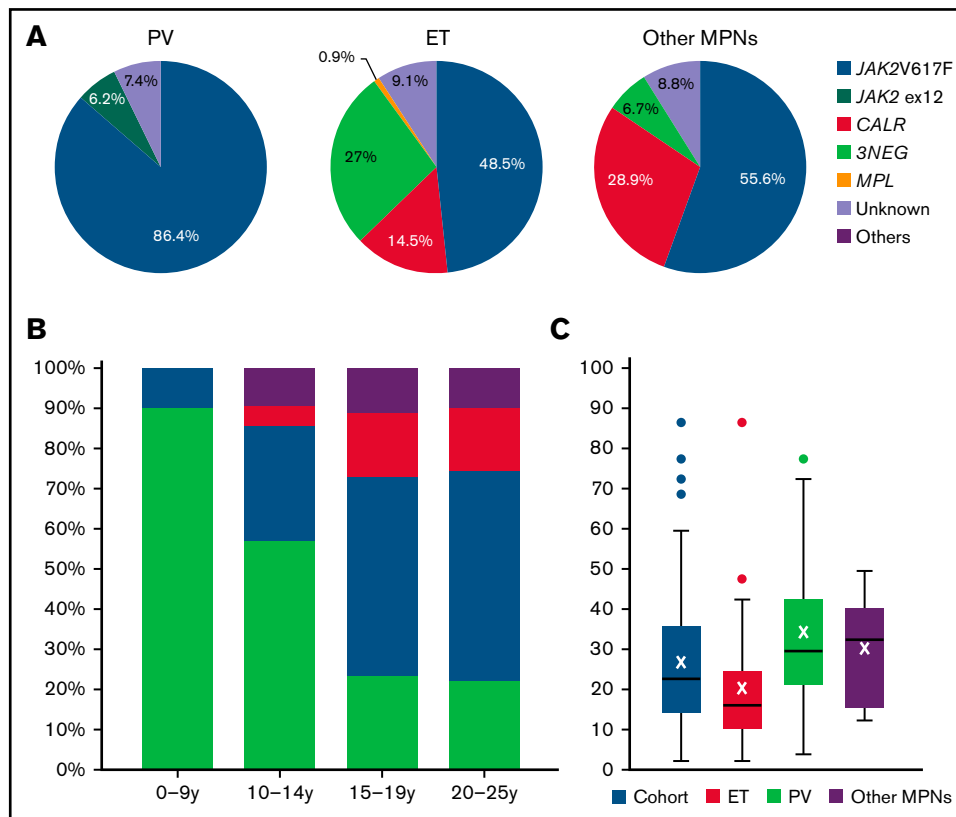 A
PV
ET
Other MPNs
7.4%
6.2%
86.4%
0.9%
9.1%
27%
48.5%
14.5%
8.8%
6.7%
28.9%
55.6%
JAK2V617F
JAK2 ex12
CALR
3NEG
MPL
Unknown
Others
B
100%
90%
80%
70%
60%
50%
40%
30%
20%
10%
0%
0–9y 10–14y 15–19y 20–25y
C
100
90
80
70
60
50
40
30
20
10
0
x x x x
Cohort ET PV Other MPNs